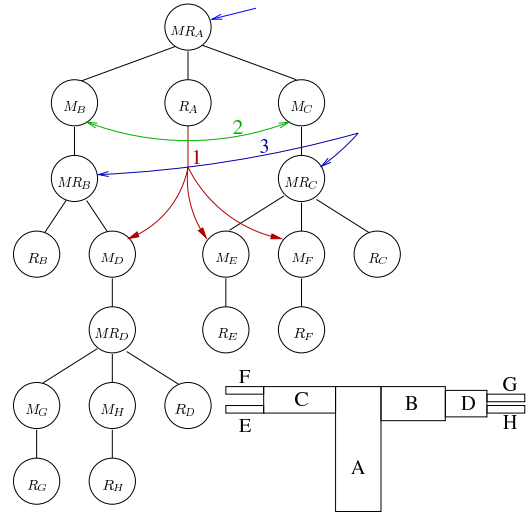 MR_A
M_B R_A M_C
2
3
1
MR_B MR_C
R_B M_D M_E M_F R_C
MR_D R_E R_F
F G
C B D
E H
M_G M_H R_D
A
R_G R_H